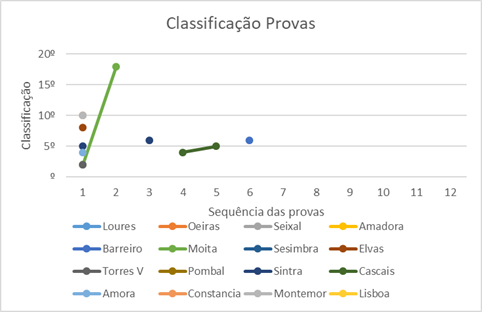 Classificação Provas
20º
15º
10º
5º
º
Classificação
1 2 3 4 5 6 7 8 9 10 11 12
Sequência das provas
Loures Oeiras Seixal Amadora
Barreiro Moita Sesimbra Elvas
Torres V Pombal Sintra Cascais
Amora Constancia Montemor Lisboa